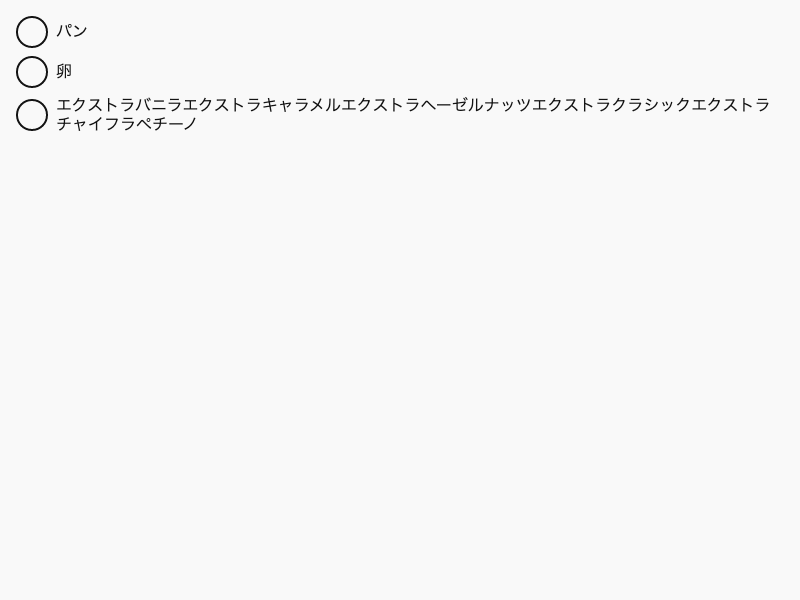 パン
卵
エクストラバニラエクストラキャラメルエクストラヘーゼルナッツエクストラクラシックエクストラ
チャイフラペチーノ